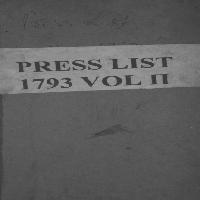 PRESS LIST
1793 VOL II